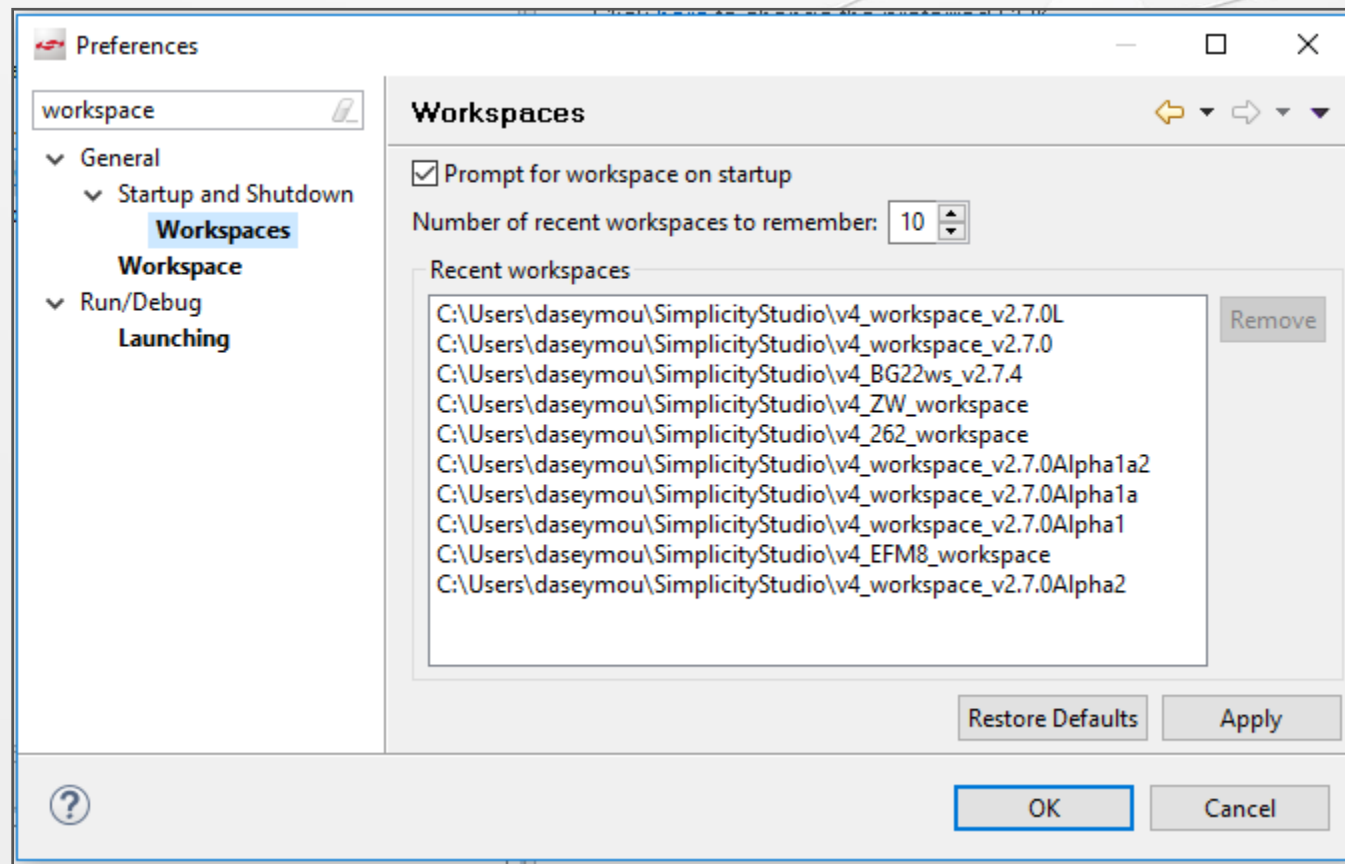 Preferences
workspace
General
Startup and Shutdown
Workspaces
Workspace
Run/Debug
Launching
Workspaces
Prompt for workspace on startup
Number of recent workspaces to remember: 10
Recent workspaces
C:\Users\daseymou\SimplicityStudio\v4_workspace_v2.7.0L
C:\Users\daseymou\SimplicityStudio\v4_workspace_v2.7.0
C:\Users\daseymou\SimplicityStudio\v4_BG22ws_v2.7.4
C:\Users\daseymou\SimplicityStudio\v4_ZW_workspace
C:\Users\daseymou\SimplicityStudio\v4_262_workspace
C:\Users\daseymou\SimplicityStudio\v4_workspace_v2.7.0Alpha1a2
C:\Users\daseymou\SimplicityStudio\v4_workspace_v2.7.0Alpha1a
C:\Users\daseymou\SimplicityStudio\v4_workspace_v2.7.0Alpha1
C:\Users\daseymou\SimplicityStudio\v4_EFM8_workspace
C:\Users\daseymou\SimplicityStudio\v4_workspace_v2.7.0Alpha2
Remove
Restore Defaults
Apply
?
OK
Cancel